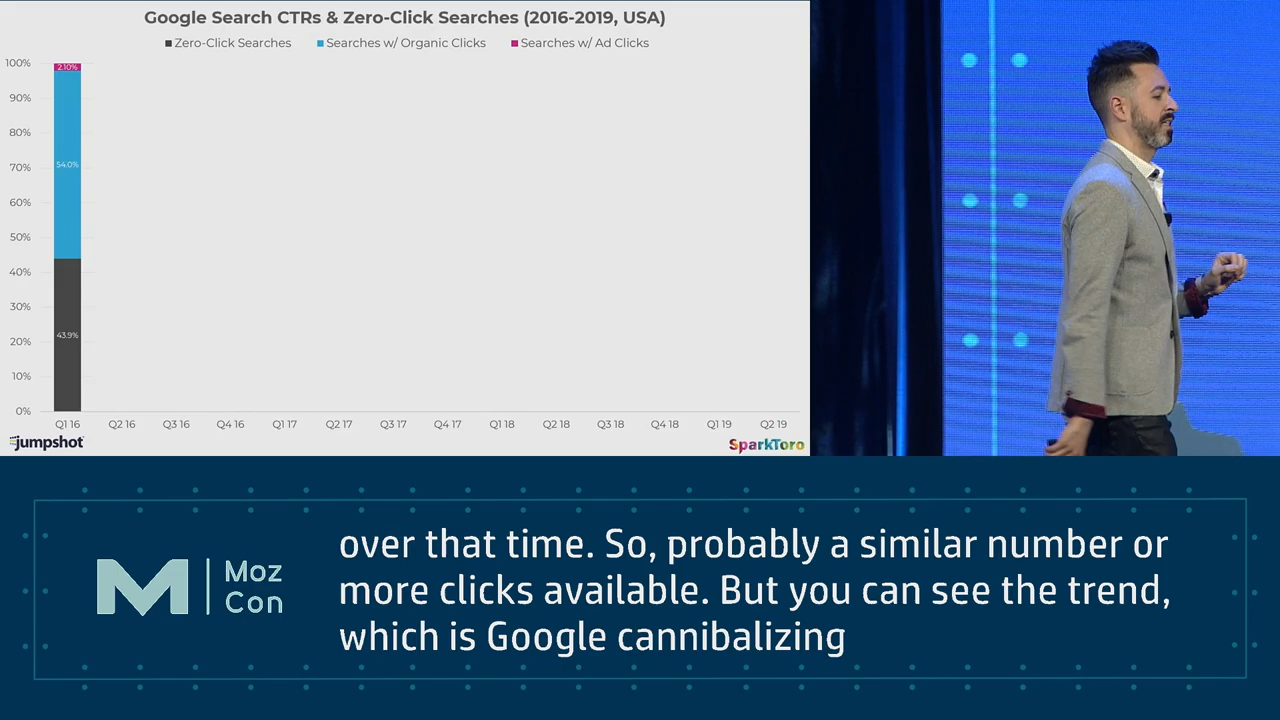 Google Search CTRs & Zero-Click Searches (2016-2019, USA)
Zero-Click Searches Searches w/ Organic Clicks Searches w/ Ad Clicks
100%
90%
80%
70%
60%
50%
40%
30%
20%
10%
0%
2.10%
54.0%
43.9%
Q1 16 Q2 16 Q3 16 Q4 16 Q1 17 Q2 17 Q3 17 Q4 17 Q1 18 Q2 18 Q3 18 Q4 18 Q1 19 Q2 19
jumpshot
SparkToro
Moz
Con
over that time. So, probably a similar number or
more clicks available. But you can see the trend,
which is Google cannibalizing